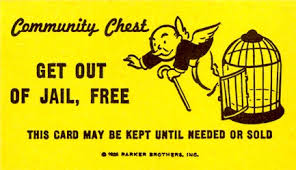 Community Chest
GET OUT
OF JAIL, FREE
THIS CARD MAY BE KEPT UNTIL NEEDED OR SOLD
PARKER BROTHERS, INC.